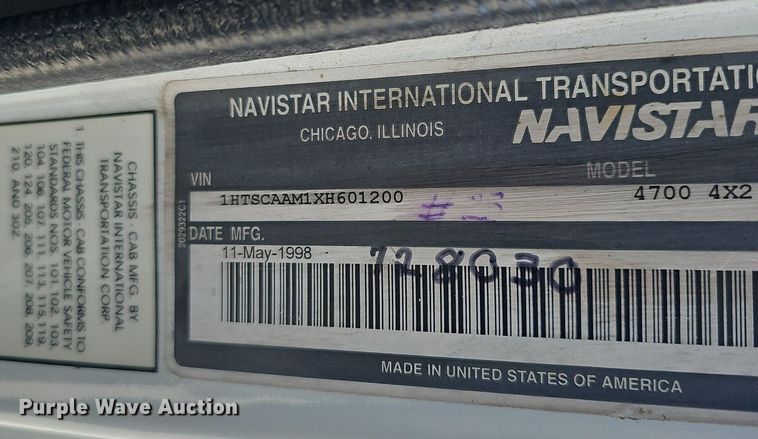 CHASSIS - CAB MFG. BY
NAVISTAR INTERNATIONAL
TRANSPORTATION CORP.
1 THIS CHASSIS - CAB CONFORMS TO
FEDERAL MOTOR VEHICLE SAFETY
STANDARDS NOS. 101, 102, 103,
104, 106, 107, 111, 113, 115, 119,
120, 124, 205, 206, 207, 208, 209,
210 AND 302
NAVISTAR INTERNATIONAL TRANSPORTATI
CHICAGO, ILLINOIS
NAVISTAR
VIN
MODEL
1HTSCAAM1XH601200
4700 4X2
2029322C1
DATE MFG.
11-May-1998
728030
MADE IN UNITED STATES OF AMERICA
Purple Wave Auction